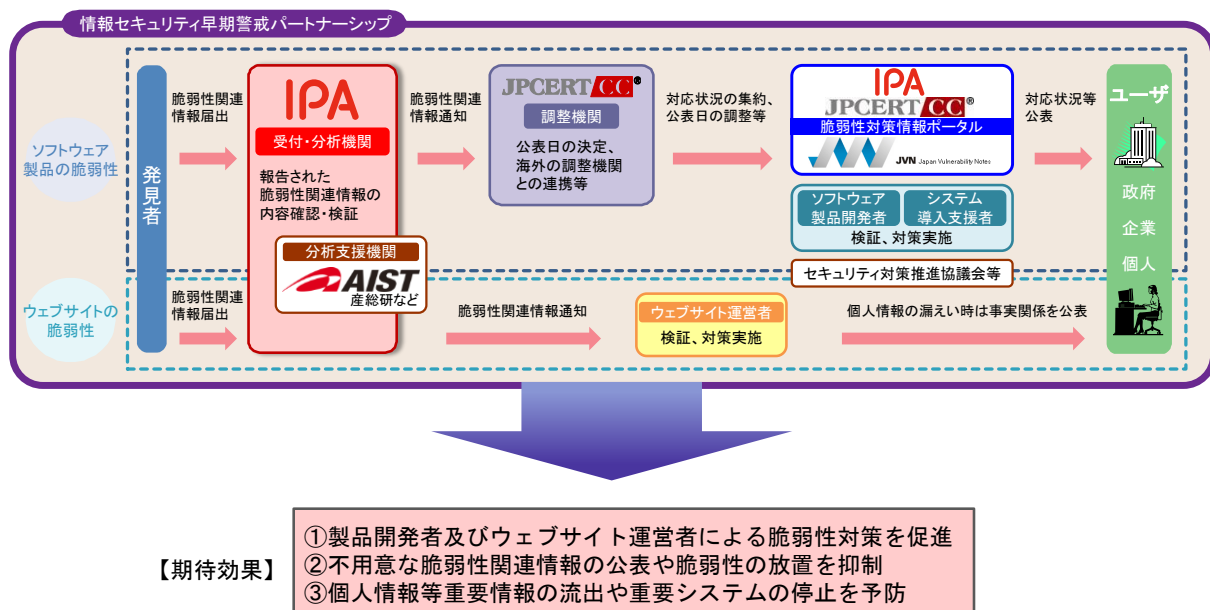 情報セキュリティ早期警戒パートナーシップ
ソフトウェア
製品の脆弱性
発見者
脆弱性関連
情報届出
IPA
受付・分析機関
報告された
脆弱性関連情報の
内容確認・検証
分析支援機関
AIST
産総研など
脆弱性関連
情報通知
JPCERT CC®
調整機関
公表日の決定、
海外の調整機関
との連携等
対応状況の集約、
公表日の調整等
IPA
JPCERT CC®
脆弱性対策情報ポータル
JVN Japan Vulnerability Notes
ソフトウェア
製品開発者
システム
導入支援者
検証、対策実施
セキュリティ対策推進協議会等
対応状況等
公表
ユーザ
政府
企業
個人
ウェブサイトの
脆弱性
脆弱性関連
情報届出
脆弱性関連情報通知
ウェブサイト運営者
検証、対策実施
個人情報の漏えい時は事実関係を公表
【期待効果】
①製品開発者及びウェブサイト運営者による脆弱性対策を促進
②不用意な脆弱性関連情報の公表や脆弱性の放置を抑制
③個人情報等重要情報の流出や重要システムの停止を予防